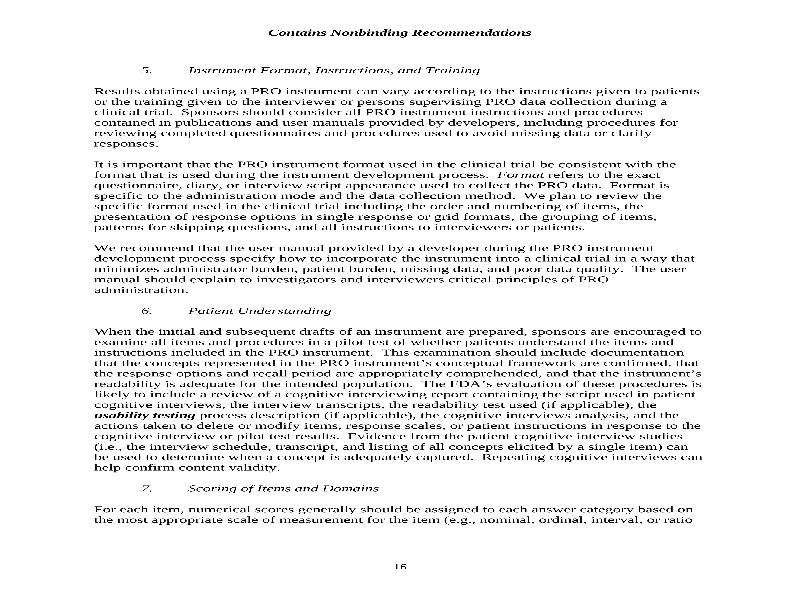 Contains Nonbinding Recommendations
5. Instrument Format, Instructions, and Training
Results obtained using a PRO instrument can vary according to the instructions given to patients
or the training given to the interviewer or persons supervising PRO data collection during a
clinical trial. Sponsors should consider all PRO instrument instructions and procedures
contained in publications and user manuals provided by developers, including procedures for
reviewing completed questionnaires and procedures used to avoid missing data or clarify
responses.
It is important that the PRO instrument format used in the clinical trial be consistent with the
format that is used during the instrument development process. Format refers to the exact
questionnaire, diary, or interview script appearance used to collect the PRO data. Format is
specific to the administration mode and the data collection method. We plan to review the
specific format used in the clinical trial including the order and numbering of items, the
presentation of response options in single response or grid formats, the grouping of items,
patterns for skipping questions, and all instructions to interviewers or patients.
We recommend that the user manual provided by a developer during the PRO instrument
development process specify how to incorporate the instrument into a clinical trial in a way that
minimizes administrator burden, patient burden, missing data, and poor data quality. The user
manual should explain to investigators and interviewers critical principles of PRO
administration.
6. Patient Understanding
When the initial and subsequent drafts of an instrument are prepared, sponsors are encouraged to
examine all items and procedures in a pilot test of whether patients understand the items and
instructions included in the PRO instrument. This examination should include documentation
that the concepts represented in the PRO instrument's conceptual framework are confirmed, that
the response options and recall period are appropriately comprehended, and that the instrument's
readability is adequate for the intended population. The FDA's evaluation of these procedures is
likely to include a review of a cognitive interviewing report containing the script used in patient
cognitive interviews, the interview transcripts, the readability test used (if applicable), the
usability testing process description (if applicable), the cognitive interviews analysis, and the
actions taken to delete or modify items, response scales, or patient instructions in response to the
cognitive interview or pilot test results. Evidence from the patient cognitive interview studies
(i.e., the interview schedule, transcript, and listing of all concepts elicited by a single item) can
be used to determine when a concept is adequately captured. Repeating cognitive interviews can
help confirm content validity.
7. Scoring of Items and Domains
For each item, numerical scores generally should be assigned to each answer category based on
the most appropriate scale of measurement for the item (e.g., nominal, ordinal, interval, or ratio
16